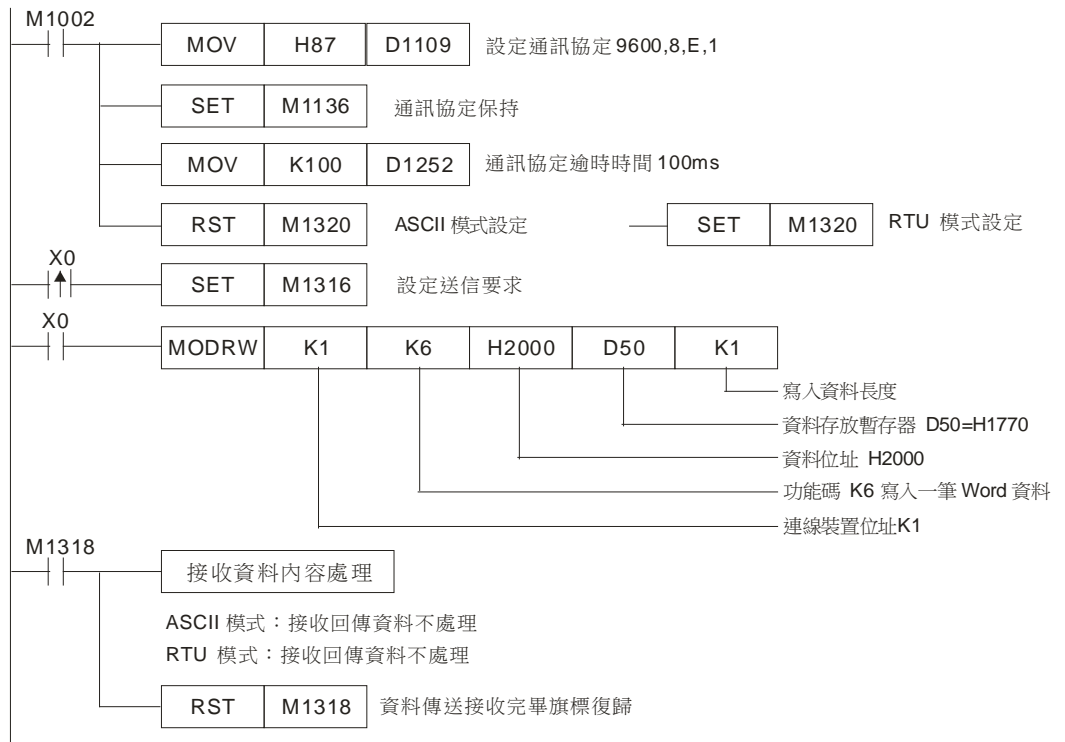 M1002
MOV H87 D1109 設定通訊協定 9600,8,E,1
SET M1136 通訊協定保持
MOV K100 D1252 通訊協定逾時時間 100ms
RST M1320 ASCII 模式設定 SET M1320 RTU 模式設定
X0
SET M1316 設定送信要求
X0
MODRW K1 K6 H2000 D50 K1
寫入資料長度
資料存放暫存器 D50=H1770
資料位址 H2000
功能碼 K6 寫入一筆 Word 資料
連線裝置位址K1
M1318
接收資料內容處理
ASCII 模式：接收回傳資料不處理
RTU 模式：接收回傳資料不處理
RST M1318 資料傳送接收完畢旗標復歸